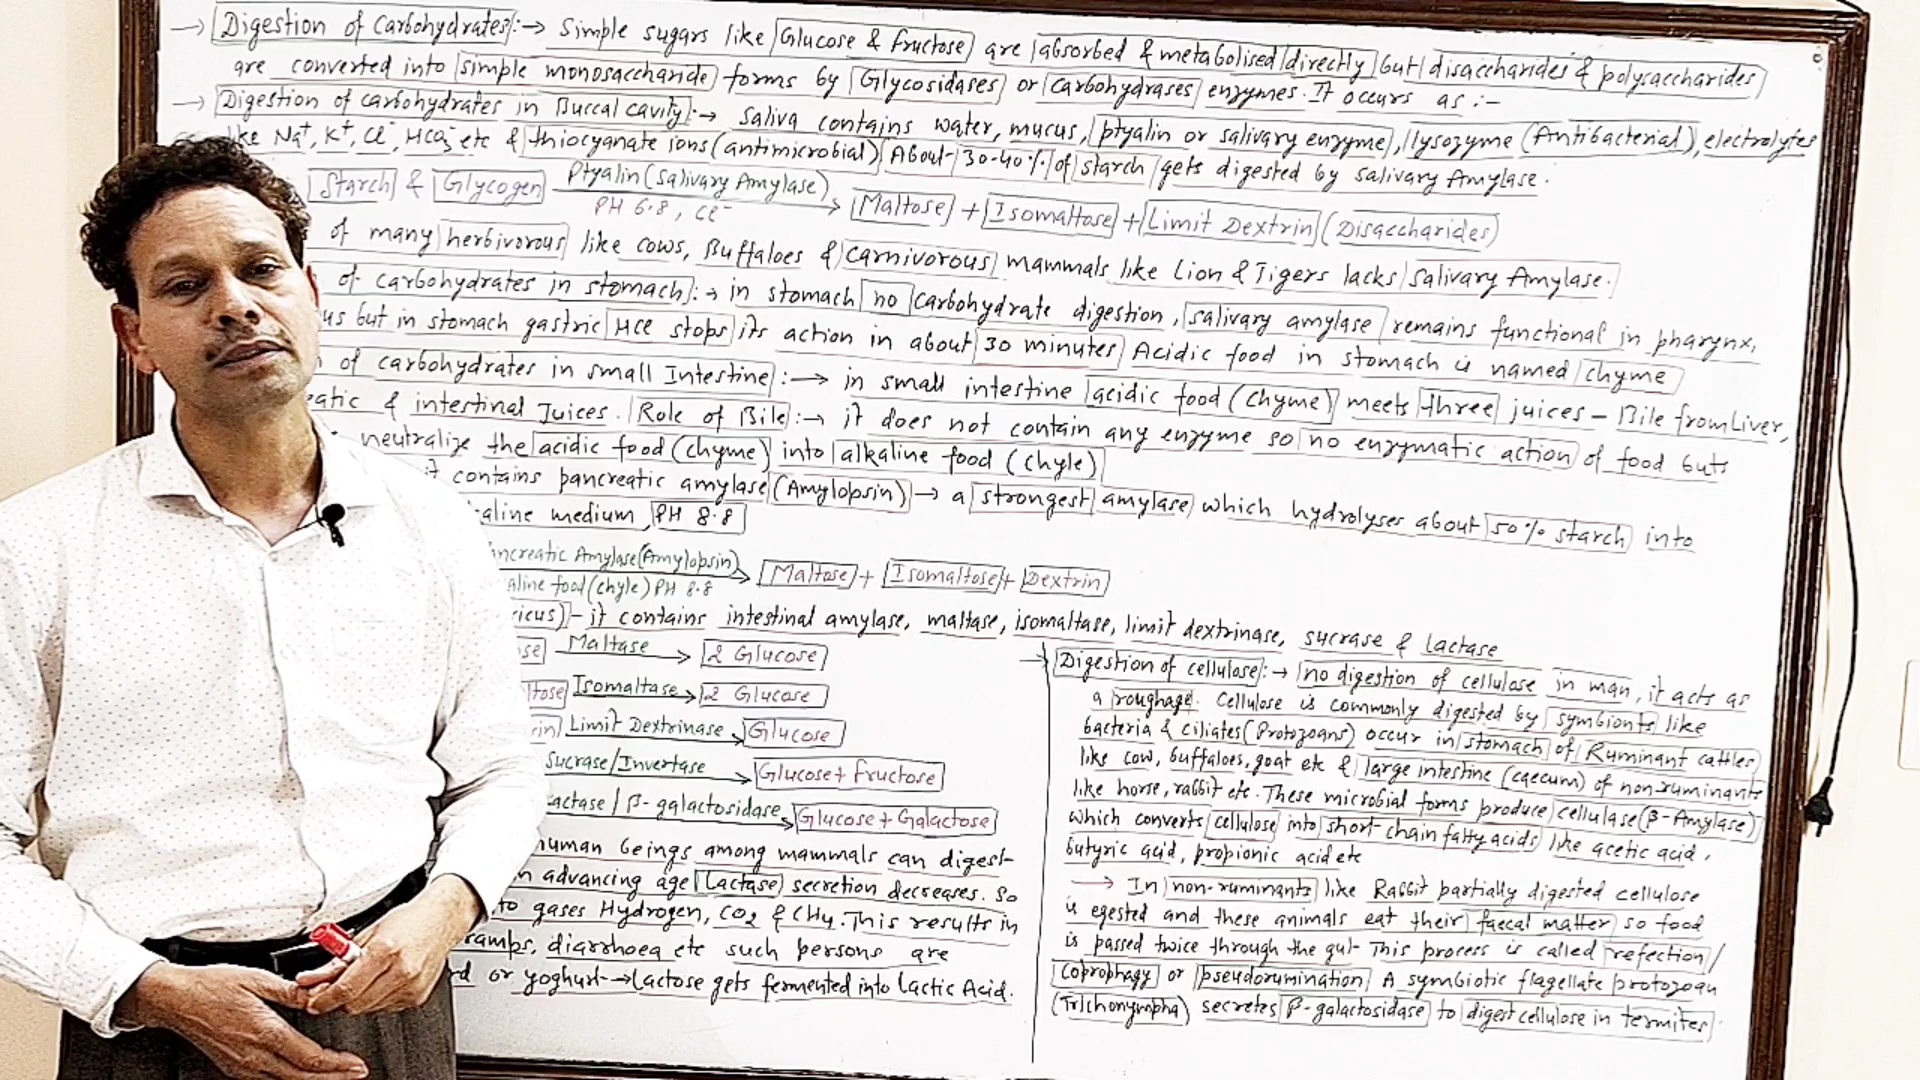 → Digestion of Carbohydrates :→ Simple sugars like Glucose & fructose are absorbed & metabolised directly but disaccharides & polysaccharides
are converted into simple monosaccharide forms by Glycosidases or carbohydrases enzymes. It occurs as :-
→ Digestion of carbohydrates in Buccal cavity :→ Saliva contains water, mucus, ptyalin or salivary enzyme, lysozyme (Antibacterial), electrolytes
like Na+, K+, Cl-, HCO3- etc & thiocyanate ions (antimicrobial) About 30-40% of starch gets digested by salivary Amylase.
Starch & Glycogen Ptyalin (Salivary Amylase) PH 6.8, Cl- → Maltose + Isomaltose + Limit Dextrin (Disaccharides)
of many herbivorous like cows, Buffaloes & Carnivorous mammals like Lion & Tigers lacks Salivary Amylase.
of carbohydrates in stomach :→ in stomach no carbohydrate digestion, salivary amylase remains functional in pharynx,
us but in stomach gastric HCl stops its action in about 30 minutes Acidic food in stomach is named chyme
of carbohydrates in small Intestine :→ in small intestine acidic food (chyme) meets three juices - Bile from Liver,
eatic & intestinal Juices. Role of Bile :→ it does not contain any enzyme so no enzymatic action of food buts
neutralize the acidic food (chyme) into alkaline food (chyle)
it contains pancreatic amylase (Amylopsin) → a strongest amylase which hydrolyses about 50% starch into
aline medium, PH 8.8
ancreatic Amylase (Amylopsin) aline food (chyle) PH 8.8 → Maltose + Isomaltose + Dextrin
ricus) - it contains intestinal amylase, maltase, isomaltase, limit dextrinase, sucrase & lactase
ose Maltase → 2 Glucose
ltose Isomaltase → 2 Glucose
rin Limit Dextrinase → Glucose
Sucrase/Invertase → Glucose + Fructose
actase / β-galactosidase → Glucose + Galactose
human beings among mammals can digest
n advancing age Lactase secretion decreases. So
to gases Hydrogen, CO2 & CH4. This results in
ramps, diarrhoea etc such persons are
rd or yoghurt → Lactose gets fermented into Lactic Acid.
→ Digestion of cellulose :→ no digestion of cellulose in man, it acts as
a roughage. Cellulose is commonly digested by symbionts like
bacteria & ciliates (Protozoans) occur in stomach of Ruminant cattles
like cow, buffaloes, goat etc & large intestine (caecum) of non-ruminants
like horse, rabbit etc. These microbial forms produce cellulase (β-Amylase)
which converts cellulose into short chain fatty acids like acetic acid,
butyric acid, propionic acid etc
→ In non-ruminants like Rabbit partially digested cellulose
is egested and these animals eat their faecal matter so food
is passed twice through the gut This process is called refection/
Coprophagy or pseudorumination A symbiotic flagellate protozoan
(Trichonympha) secretes β-galactosidase to digest cellulose in termites.